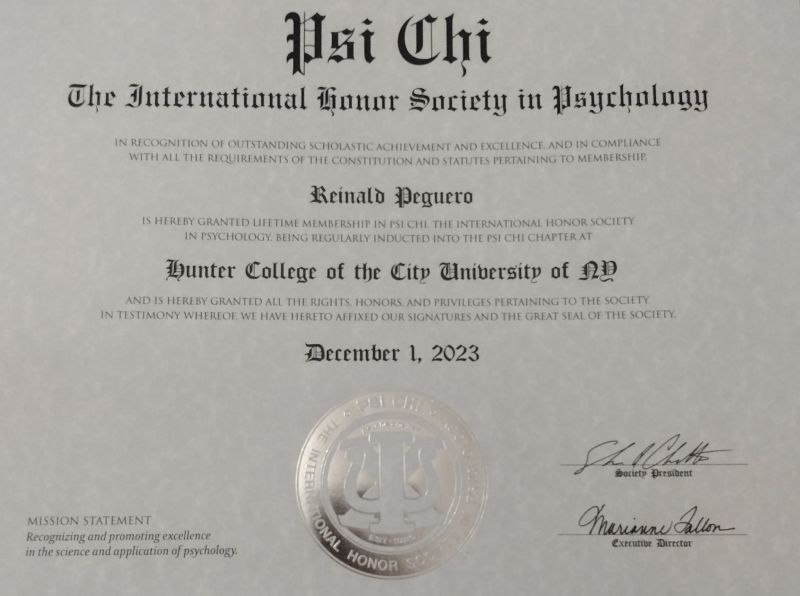 Psi Chi
The International Honor Society in Psychology
IN RECOGNITION OF OUTSTANDING SCHOLASTIC ACHIEVEMENT AND EXCELLENCE, AND IN COMPLIANCE
WITH ALL THE REQUIREMENTS OF THE CONSTITUTION AND STATUTES PERTAINING TO MEMBERSHIP,
Reinald Peguero
IS HEREBY GRANTED LIFETIME MEMBERSHIP IN PSI CHI, THE INTERNATIONAL HONOR SOCIETY
IN PSYCHOLOGY, BEING REGULARLY INDUCTED INTO THE PSI CHI CHAPTER AT
Hunter College of the City University of NY
AND IS HEREBY GRANTED ALL THE RIGHTS, HONORS, AND PRIVILEGES PERTAINING TO THE SOCIETY.
IN TESTIMONY WHEREOF, WE HAVE HERETO AFFIXED OUR SIGNATURES AND THE GREAT SEAL OF THE SOCIETY,
December 1, 2023
PSI CHI
THE INTERNATIONAL HONOR SOCIETY
Society President
Marianne Fallon
Executive Director
MISSION STATEMENT
Recognizing and promoting excellence
in the science and application of psychology.